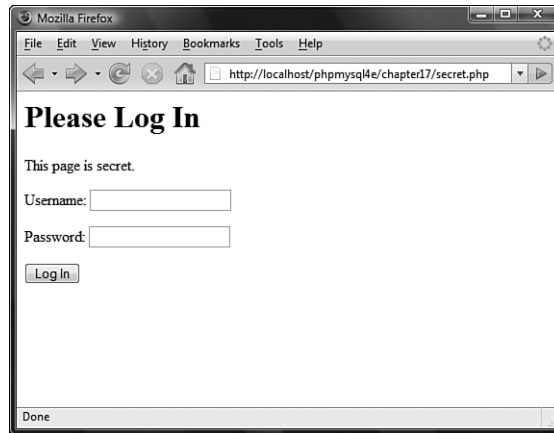 Mozilla Firefox
File Edit View History Bookmarks Tools Help
http://localhost/phpmysql4e/chapter17/secret.php
Please Log In
This page is secret.
Username:
Password:
Log In
Done